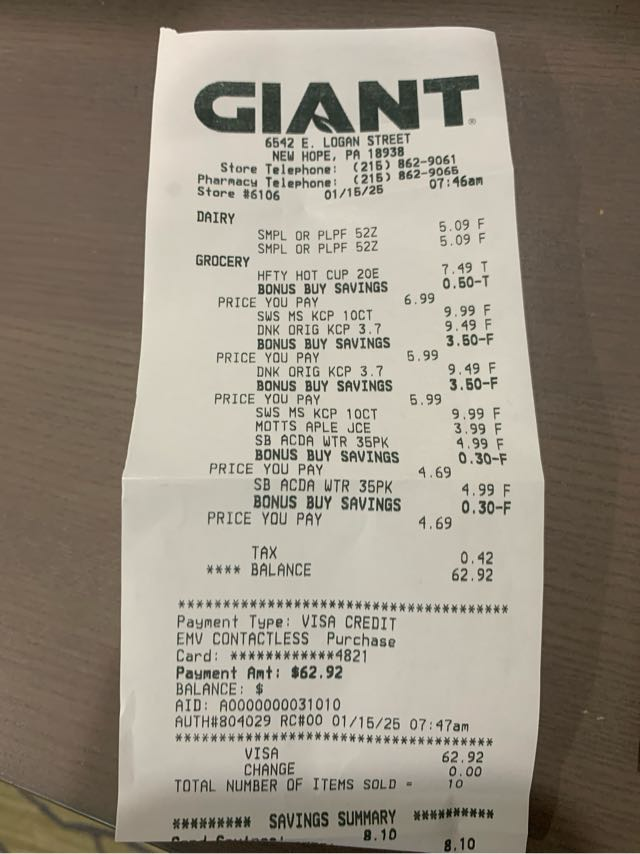 GIANT®
6542 E. LOGAN STREET
NEW HOPE, PA 18938
Store Telephone: (215) 862-9061
Pharmacy Telephone: (215) 862-9065
Store #6106 01/15/25 07:46am
DAIRY
SMPL OR PLPF 52Z 5.09 F
SMPL OR PLPF 52Z 5.09 F
GROCERY
HFTY HOT CUP 20E 7.49 T
BONUS BUY SAVINGS 0.50-T
PRICE YOU PAY 6.99
SWS MS KCP 10CT 9.99 F
DNK ORIG KCP 3.7 9.49 F
BONUS BUY SAVINGS 3.50-F
PRICE YOU PAY 5.99
DNK ORIG KCP 3.7 9.49 F
BONUS BUY SAVINGS 3.50-F
PRICE YOU PAY 5.99
SWS MS KCP 10CT 9.99 F
MOTTS APLE JCE 3.99 F
SB ACDA WTR 35PK 4.99 F
BONUS BUY SAVINGS 0.30-F
PRICE YOU PAY 4.69
SB ACDA WTR 35PK 4.99 F
BONUS BUY SAVINGS 0.30-F
PRICE YOU PAY 4.69
TAX 0.42
**** BALANCE 62.92
*************************************
Payment Type: VISA CREDIT
EMV CONTACTLESS Purchase
Card: ************4821
Payment Amt: $62.92
BALANCE: $
AID: A0000000031010
AUTH#804029 RC#00 01/15/25 07:47am
*************************************
VISA 62.92
CHANGE 0.00
TOTAL NUMBER OF ITEMS SOLD = 10
********* SAVINGS SUMMARY *********
8.10
8.10